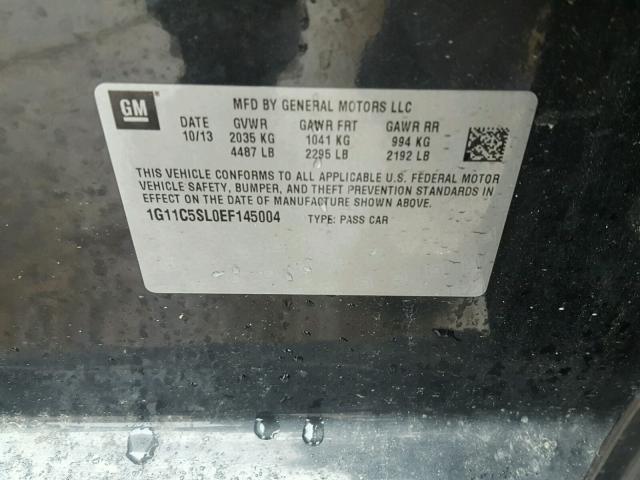 GM
MFD BY GENERAL MOTORS LLC
DATE GVWR GAWR FRT GAWR RR
10/13 2035 KG 1041 KG 994 KG
4487 LB 2295 LB 2192 LB
THIS VEHICLE CONFORMS TO ALL APPLICABLE U.S. FEDERAL MOTOR
VEHICLE SAFETY, BUMPER, AND THEFT PREVENTION STANDARDS IN
EFFECT ON THE DATE OF MANUFACTURE SHOWN ABOVE.
1G11C5SL0EF145004 TYPE: PASS CAR